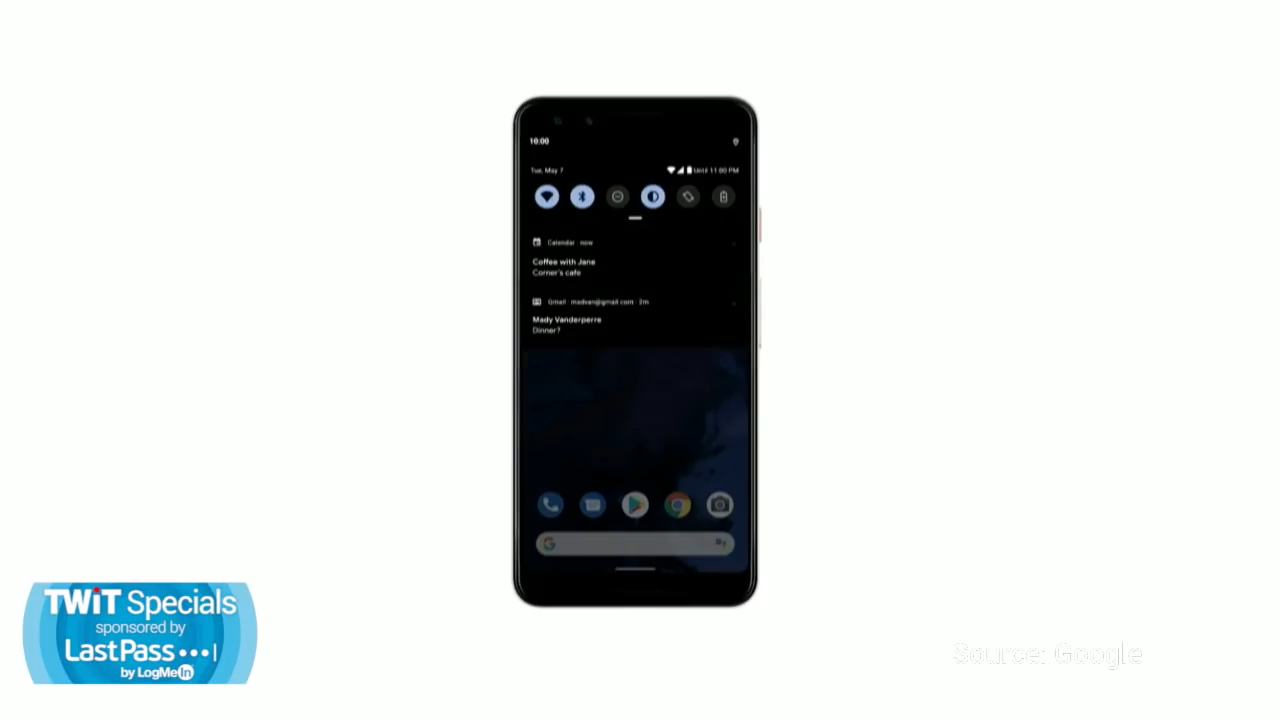 10:00
Tue, May 7
Until 11:00 PM
Calendar · now
Coffee with Jane
Corner's cafe
Gmail · madvan@gmail.com · 2m
Mady Vanderperre
Dinner?
TWiT Specials
sponsored by
LastPass •••|
by LogMeIn
Source: Google